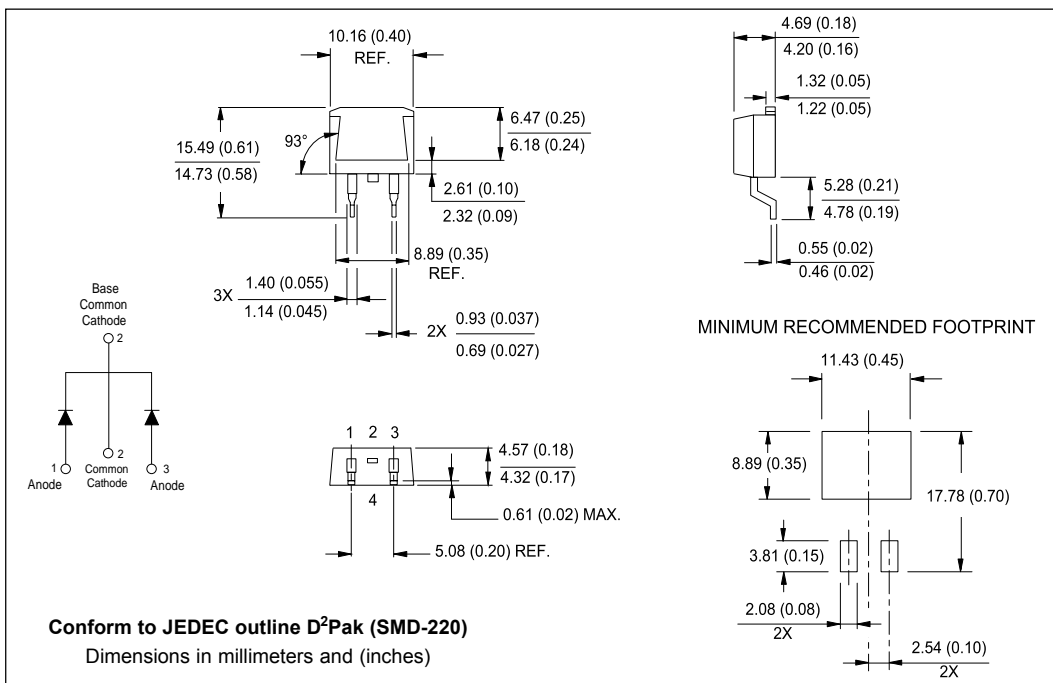 10.16 (0.40)
REF.
15.49 (0.61)
14.73 (0.58)
93°
6.47 (0.25)
6.18 (0.24)
2.61 (0.10)
2.32 (0.09)
8.89 (0.35)
REF.
3X
1.40 (0.055)
1.14 (0.045)
2X
0.93 (0.037)
0.69 (0.027)
4.69 (0.18)
4.20 (0.16)
1.32 (0.05)
1.22 (0.05)
5.28 (0.21)
4.78 (0.19)
0.55 (0.02)
0.46 (0.02)
Base
Common
Cathode
2
2
1
Anode
Common
Cathode
3
Anode
1 2 3
4
4.57 (0.18)
4.32 (0.17)
0.61 (0.02) MAX.
5.08 (0.20) REF.
MINIMUM RECOMMENDED FOOTPRINT
11.43 (0.45)
8.89 (0.35)
17.78 (0.70)
3.81 (0.15)
2.08 (0.08)
2X
2.54 (0.10)
2X
Conform to JEDEC outline D²Pak (SMD-220)
Dimensions in millimeters and (inches)